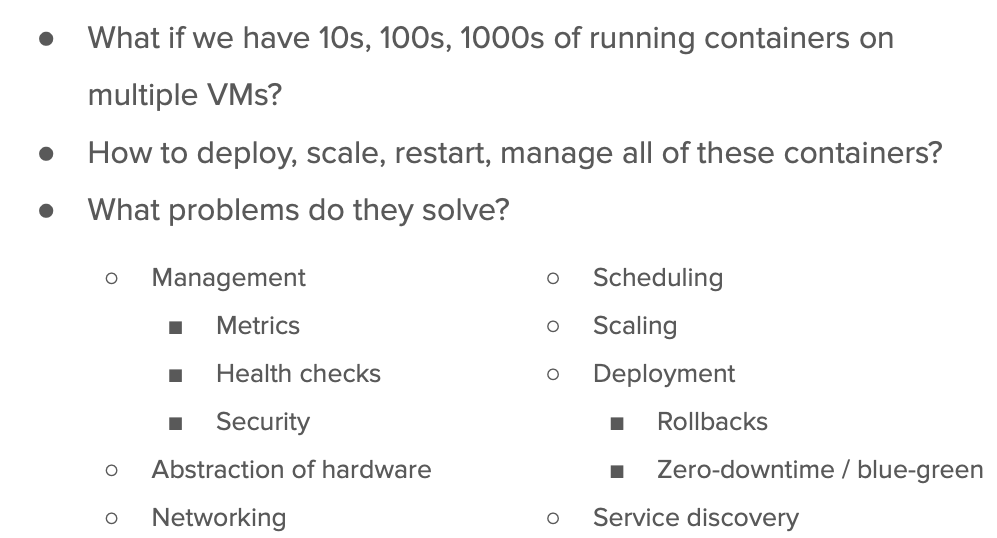 ● What if we have 10s, 100s, 1000s of running containers on
multiple VMs?
● How to deploy, scale, restart, manage all of these containers?
● What problems do they solve?
○ Management
■ Metrics
■ Health checks
■ Security
○ Abstraction of hardware
○ Networking
○ Scheduling
○ Scaling
○ Deployment
■ Rollbacks
■ Zero-downtime / blue-green
○ Service discovery